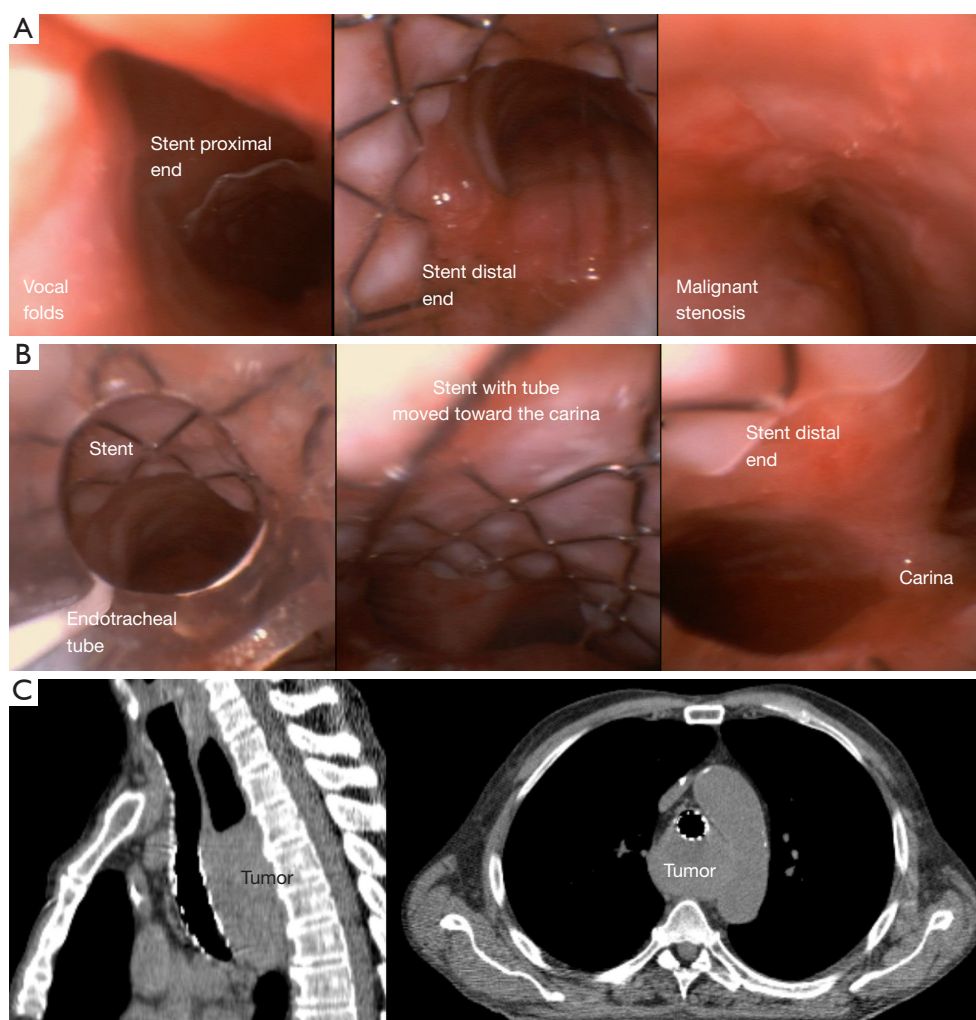 A
Stent proximal
end
Vocal
folds
Stent distal
end
Malignant
stenosis
B
Stent
Endotracheal
tube
Stent with tube
moved toward the carina
Stent distal
end
Carina
C
Tumor
Tumor